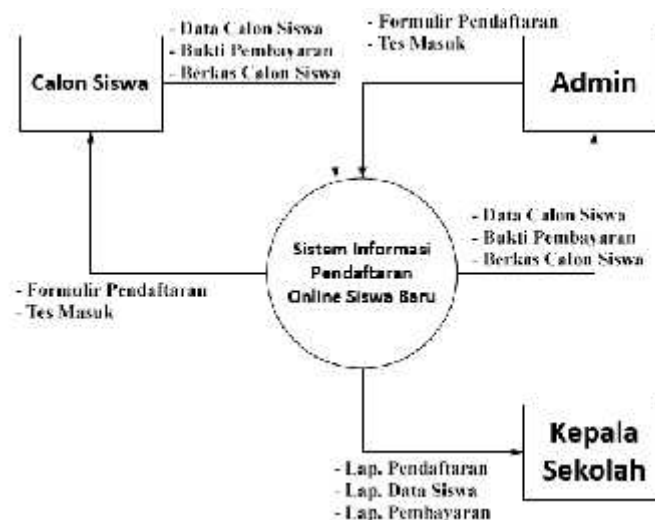 - Data Calon Siswa
- Bukti Pembayaran
- Berkas Calon Siswa
Calon Siswa
- Formulir Pendaftaran
- Tes Masuk
Admin
Sistem Informasi
Pendaftaran
Online Siswa Baru
- Data Calon Siswa
- Bukti Pembayaran
- Berkas Calon Siswa
- Formulir Pendaftaran
- Tes Masuk
Kepala
Sekolah
- Lap. Pendaftaran
- Lap. Data Siswa
- Lap. Pembayaran